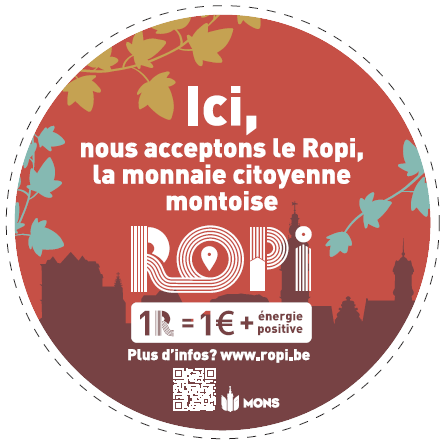 Ici,
nous acceptons le Ropi,
la monnaie citoyenne
montoise
ROPi
1R = 1€ + énergie
positive
Plus d'infos? www.ropi.be
MONS